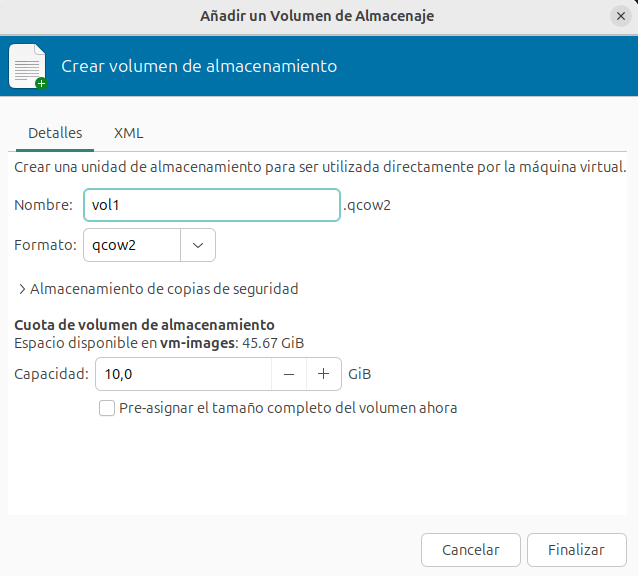 Añadir un Volumen de Almacenaje
Crear volumen de almacenamiento
Detalles XML
Crear una unidad de almacenamiento para ser utilizada directamente por la máquina virtual.
Nombre: vol1 .qcow2
Formato: qcow2
Almacenamiento de copias de seguridad
Cuota de volumen de almacenamiento
Espacio disponible en vm-images: 45.67 GiB
Capacidad: 10,0 GiB
Pre-asignar el tamaño completo del volumen ahora
Cancelar Finalizar